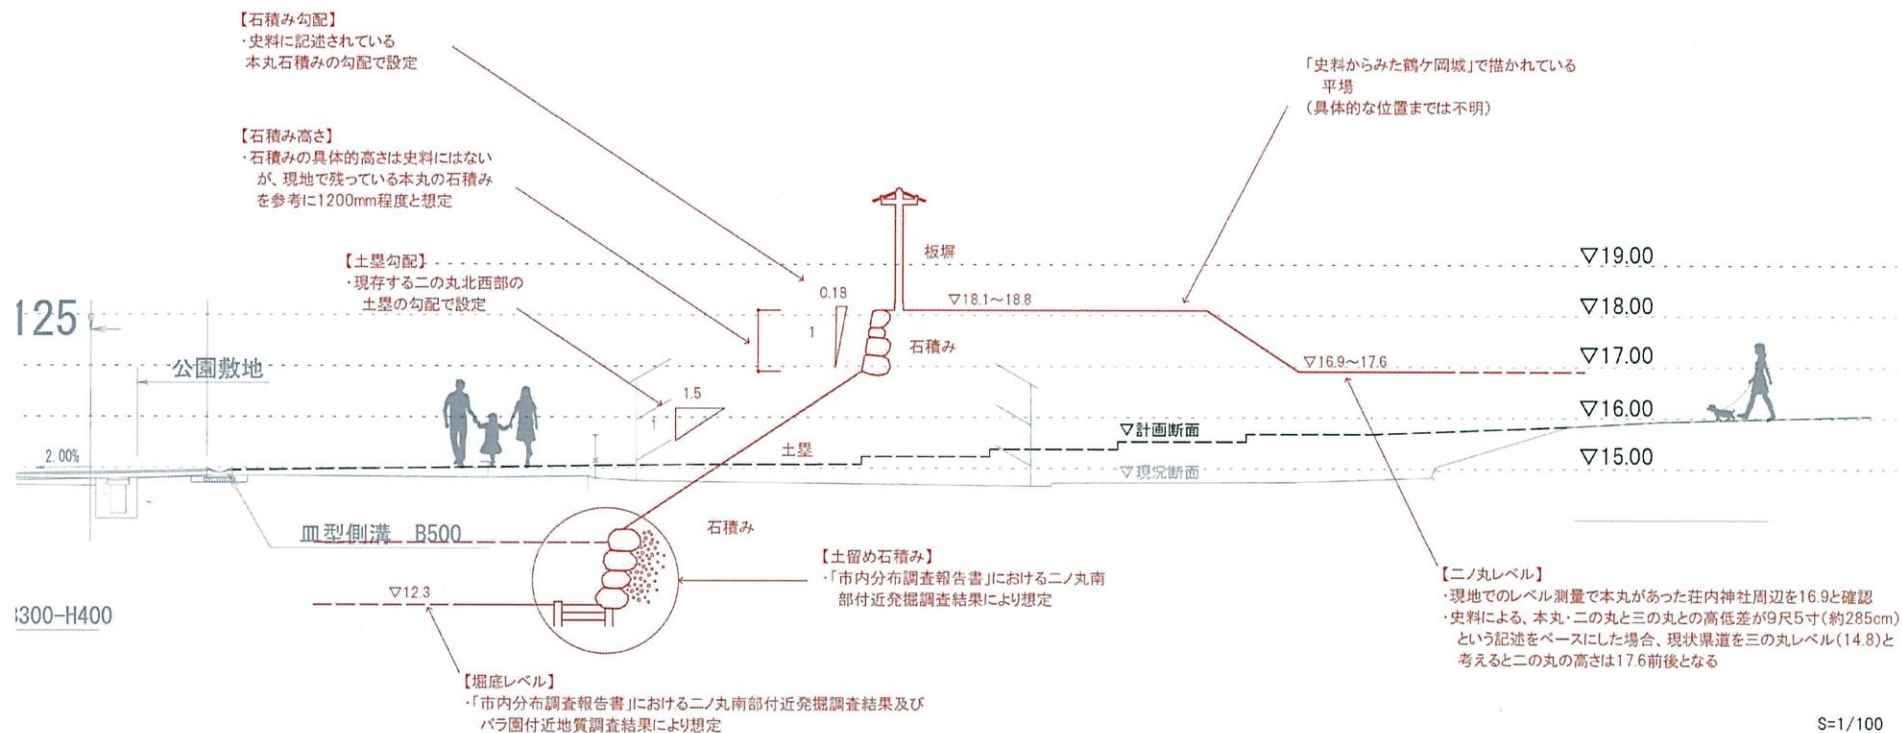 【石積み勾配】
・史料に記述されている
本丸石積みの勾配で設定
「史料からみた鶴ケ岡城」で描かれている
平場
（具体的な位置までは不明）
【石積み高さ】
・石積みの具体的高さは史料にはない
が、現地で残っている本丸の石積み
を参考に1200mm程度と想定
板塀
【土塁勾配】
・現存する二の丸北西部の
土塁の勾配で設定
▽19.00
0.18
▽18.1～18.8
▽18.00
125
1
石積み
▽17.00
▽16.9～17.6
公園敷地
1.5
1
▽16.00
▽計画断面
土塁
2.00%
▽15.00
▽現況断面
皿型側溝 B500
石積み
【土留め石積み】
・「市内分布調査報告書」における二ノ丸南
部付近発掘調査結果により想定
▽12.3
300-H400
【二ノ丸レベル】
・現地でのレベル測量で本丸があった荘内神社周辺を16.9と確認
・史料による、本丸・二の丸と三の丸との高低差が9尺5寸（約285cm）
という記述をベースにした場合、現状県道を三の丸レベル（14.8）と
考えると二の丸の高さは17.6前後となる
【堀底レベル】
・「市内分布調査報告書」における二ノ丸南部付近発掘調査結果及び
バラ園付近地質調査結果により想定
S=1/100